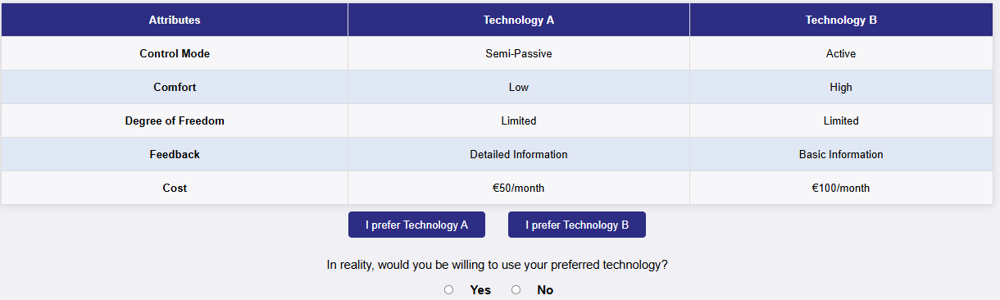 Attributes Technology A Technology B
Control Mode Semi-Passive Active
Comfort Low High
Degree of Freedom Limited Limited
Feedback Detailed Information Basic Information
Cost €50/month €100/month
I prefer Technology A I prefer Technology B
In reality, would you be willing to use your preferred technology?
Yes No